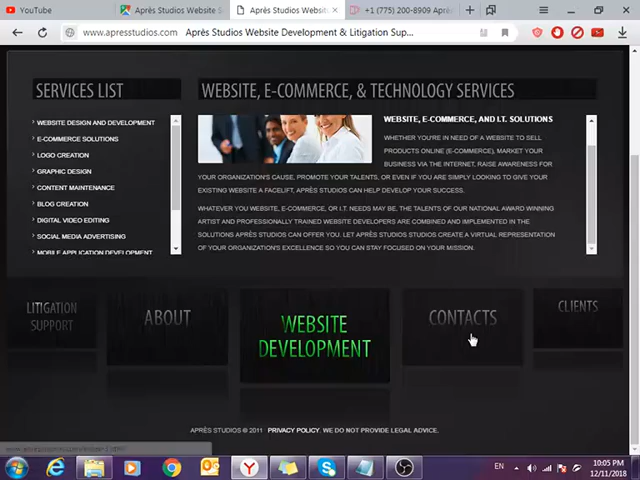 YouTube
Après Studios Website S
Après Studios Websit
+1 (775) 200-8909 Aprè
www.apresstudios.com
Après Studios Website Development & Litigation Sup...
SERVICES LIST
WEBSITE DESIGN AND DEVELOPMENT
E-COMMERCE SOLUTIONS
LOGO CREATION
GRAPHIC DESIGN
CONTENT MAINTENANCE
BLOG CREATION
DIGITAL VIDEO EDITING
SOCIAL MEDIA ADVERTISING
MOBILE APPLICATION DEVELOPMENT
WEBSITE, E-COMMERCE, & TECHNOLOGY SERVICES
WEBSITE, E-COMMERCE, AND I.T. SOLUTIONS
WHETHER YOU'RE IN NEED OF A WEBSITE TO SELL
PRODUCTS ONLINE (E-COMMERCE), MARKET YOUR
BUSINESS VIA THE INTERNET, RAISE AWARENESS FOR
YOUR ORGANIZATION'S CAUSE, PROMOTE YOUR TALENTS, OR EVEN IF YOU ARE SIMPLY LOOKING TO GIVE YOUR
EXISTING WEBSITE A FACELIFT, APRÈS STUDIOS CAN HELP DEVELOP YOUR SUCCESS.
WHATEVER YOU WEBSITE, E-COMMERCE, OR I.T. NEEDS MAY BE, THE TALENTS OF OUR NATIONAL AWARD WINNING
ARTIST AND PROFESSIONALLY TRAINED WEBSITE DEVELOPERS ARE COMBINED AND IMPLEMENTED IN THE
SOLUTIONS APRÈS STUDIOS CAN OFFER YOU. LET APRÈS STUDIOS STUDIOS CREATE A VIRTUAL REPRESENTATION
OF YOUR ORGANIZATION'S EXCELLENCE SO YOU CAN STAY FOCUSED ON YOUR MISSION.
LITIGATION
SUPPORT
ABOUT
WEBSITE
DEVELOPMENT
CONTACTS
CLIENTS
APRÈS STUDIOS © 2011 PRIVACY POLICY. WE DO NOT PROVIDE LEGAL ADVICE.
EN
10:05 PM
12/11/2018